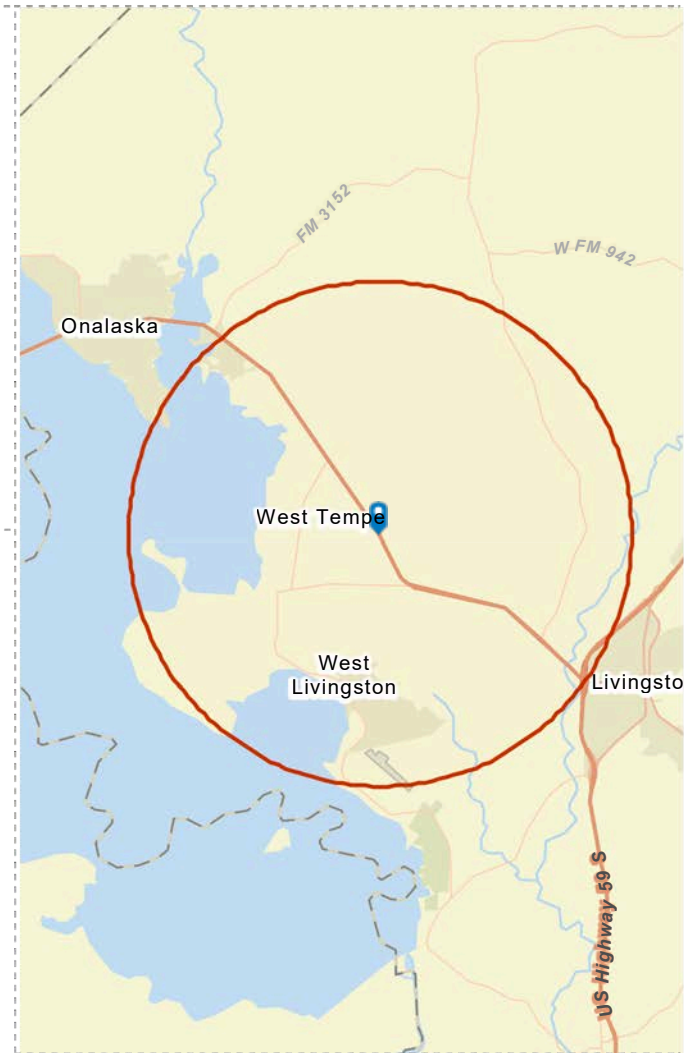 FM 3152
W FM 942
Onalaska
West Tempe
West
Livingston
Livingsto
US Highway 59 S